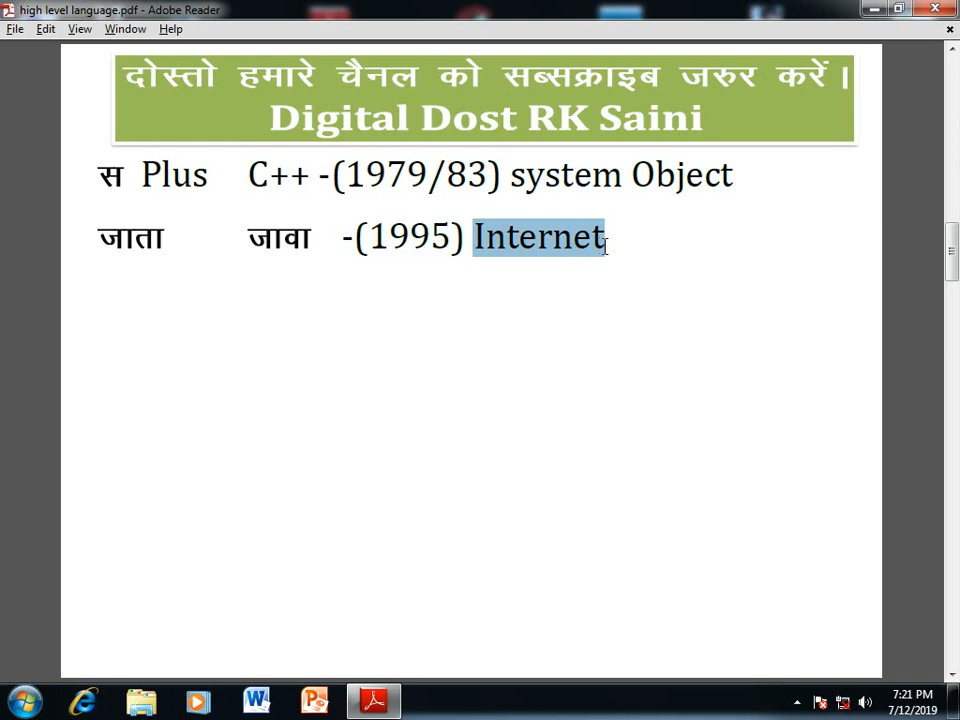 high level language.pdf - Adobe Reader
File Edit View Window Help
दोस्तो हमारे चैनल को सब्सक्राइब जरुर करें।
Digital Dost RK Saini
स Plus C++ -(1979/83) system Object
जाता जावा -(1995) Internet
7:21 PM
7/12/2019